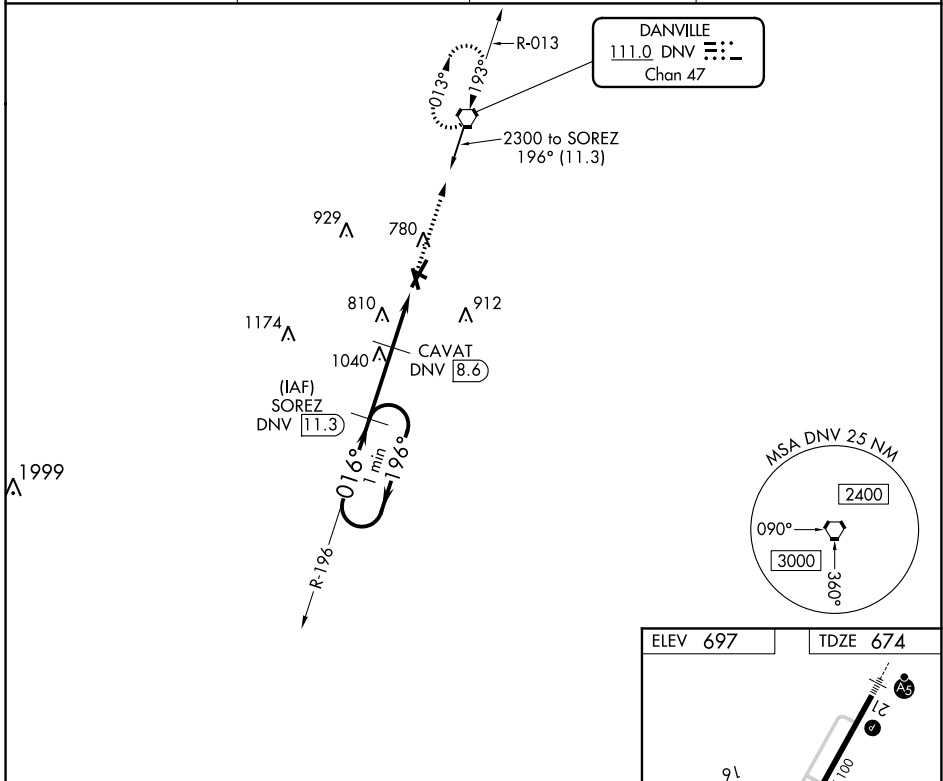 R-013
DANVILLE
111.0 DNV
Chan 47
013°
193°
2300 to SOREZ
196° (11.3)
929
780
810
912
1174
1040
CAVAT
DNV 8.6
(IAF)
SOREZ
DNV 11.3
016°
1 min
196°
1999
R-196
MSA DNV 25 NM
2400
090°
3000
360°
ELEV 697
TDZE 674
A5
21
P
16
100